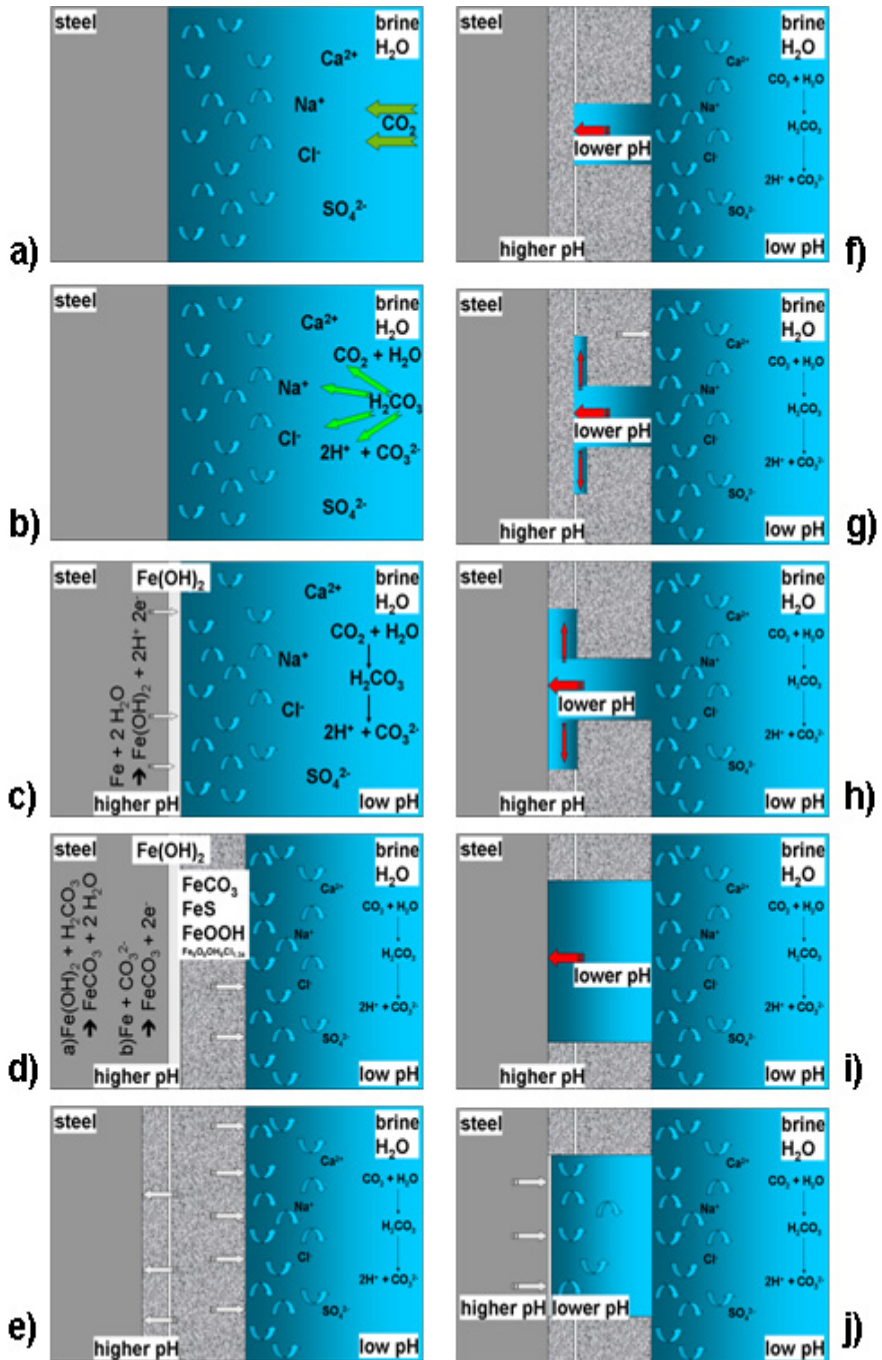 steel
brine
H₂O
Ca²⁺
Na⁺
CO₂
Cl⁻
SO₄²⁻
a)
steel
brine
H₂O
Ca²⁺
CO₂ + H₂O
Na⁺
H₂CO₃
Cl⁻
2H⁺ + CO₃²⁻
SO₄²⁻
b)
steel
Fe(OH)₂
brine
H₂O
Ca²⁺
CO₂ + H₂O
Na⁺
H₂CO₃
Cl⁻
2H⁺ + CO₃²⁻
SO₄²⁻
Fe + 2 H₂O
➔ Fe(OH)₂ + 2H⁺ 2e⁻
higher pH
low pH
c)
steel
Fe(OH)₂
brine
H₂O
FeCO₃
FeS
FeOOH
a)Fe(OH)₂ + H₂CO₃
➔ FeCO₃ + 2 H₂O
b)Fe + CO₃²⁻
➔ FeCO₃ + 2e⁻
Ca²⁺
CO₂ + H₂O
Na⁺
H₂CO₃
Cl⁻
2H⁺ + CO₃²⁻
SO₄²⁻
higher pH
low pH
d)
steel
brine
H₂O
Ca²⁺
CO₂ + H₂O
Na⁺
H₂CO₃
Cl⁻
2H⁺ + CO₃²⁻
SO₄²⁻
higher pH
low pH
e)
steel
brine
H₂O
Ca²⁺
CO₂ + H₂O
Na⁺
H₂CO₃
lower pH
Cl⁻
2H⁺ + CO₃²⁻
SO₄²⁻
higher pH
low pH
f)
steel
brine
H₂O
Ca²⁺
CO₂ + H₂O
Na⁺
H₂CO₃
lower pH
Cl⁻
2H⁺ + CO₃²⁻
SO₄²⁻
higher pH
low pH
g)
steel
brine
H₂O
Ca²⁺
CO₂ + H₂O
Na⁺
H₂CO₃
lower pH
Cl⁻
2H⁺ + CO₃²⁻
SO₄²⁻
higher pH
low pH
h)
steel
brine
H₂O
Ca²⁺
CO₂ + H₂O
Na⁺
H₂CO₃
lower pH
Cl⁻
2H⁺ + CO₃²⁻
SO₄²⁻
higher pH
low pH
i)
steel
brine
H₂O
Ca²⁺
CO₂ + H₂O
Na⁺
H₂CO₃
Cl⁻
2H⁺ + CO₃²⁻
higher pH
lower pH
SO₄²⁻
low pH
j)